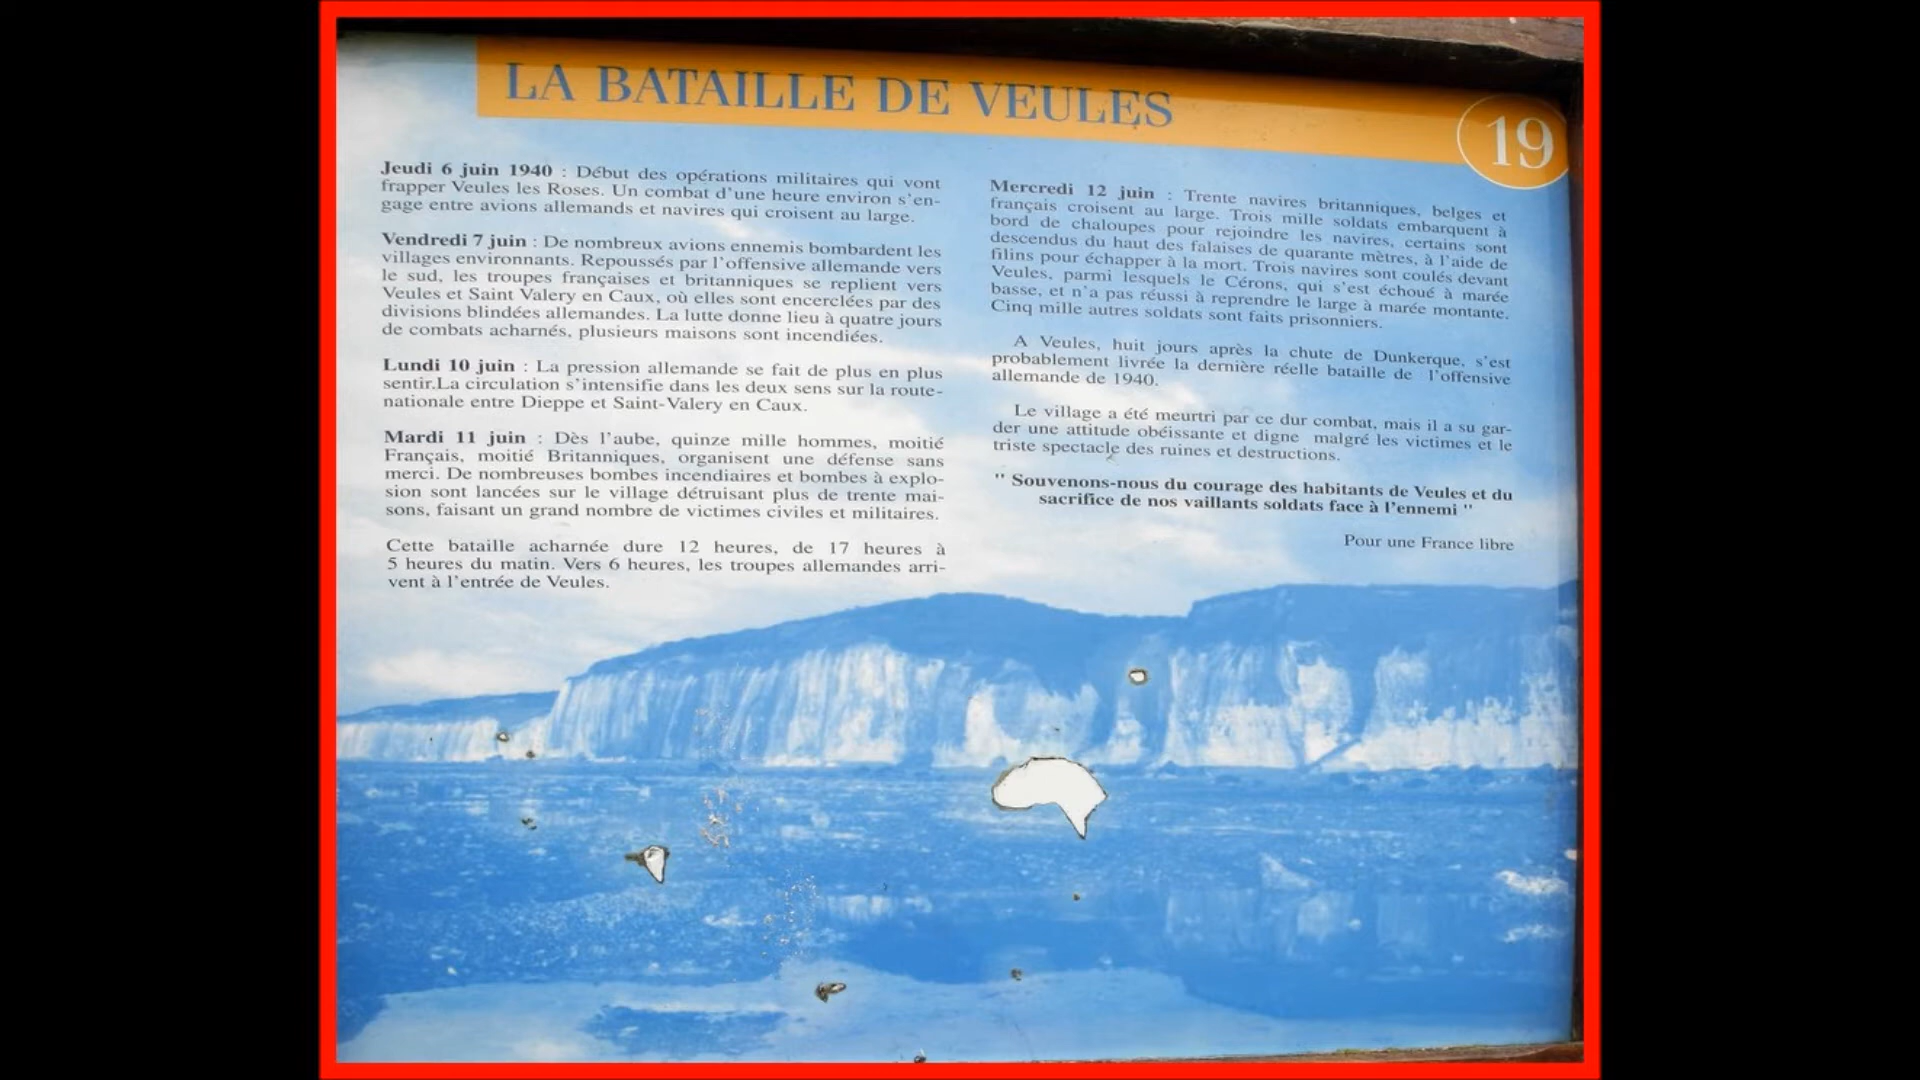 LA BATAILLE DE VEULES
19
Jeudi 6 juin 1940 : Début des opérations militaires qui vont
frapper Veules les Roses. Un combat d'une heure environ s'en-
gage entre avions allemands et navires qui croisent au large.
Vendredi 7 juin : De nombreux avions ennemis bombardent les
villages environnants. Repoussés par l'offensive allemande vers
le sud, les troupes françaises et britanniques se replient vers
Veules et Saint Valery en Caux, où elles sont encerclées par des
divisions blindées allemandes. La lutte donne lieu à quatre jours
de combats acharnés, plusieurs maisons sont incendiées.
Lundi 10 juin : La pression allemande se fait de plus en plus
sentir.La circulation s'intensifie dans les deux sens sur la route-
nationale entre Dieppe et Saint-Valery en Caux.
Mardi 11 juin : Dès l'aube, quinze mille hommes, moitié
Français, moitié Britanniques, organisent une défense sans
merci. De nombreuses bombes incendiaires et bombes à explo-
sion sont lancées sur le village détruisant plus de trente mai-
sons, faisant un grand nombre de victimes civiles et militaires.
Cette bataille acharnée dure 12 heures, de 17 heures à
5 heures du matin. Vers 6 heures, les troupes allemandes arri-
vent à l'entrée de Veules.
Mercredi 12 juin : Trente navires britanniques, belges et
français croisent au large. Trois mille soldats embarquent à
bord de chaloupes pour rejoindre les navires, certains sont
descendus du haut des falaises de quarante mètres, à l'aide de
filins pour échapper à la mort. Trois navires sont coulés devant
Veules, parmi lesquels le Cérons, qui s'est échoué à marée
basse, et n'a pas réussi à reprendre le large à marée montante.
Cinq mille autres soldats sont faits prisonniers.
A Veules, huit jours après la chute de Dunkerque, s'est
probablement livrée la dernière réelle bataille de l'offensive
allemande de 1940.
Le village a été meurtri par ce dur combat, mais il a su gar-
der une attitude obéissante et digne malgré les victimes et le
triste spectacle des ruines et destructions.
" Souvenons-nous du courage des habitants de Veules et du
sacrifice de nos vaillants soldats face à l'ennemi "
Pour une France libre